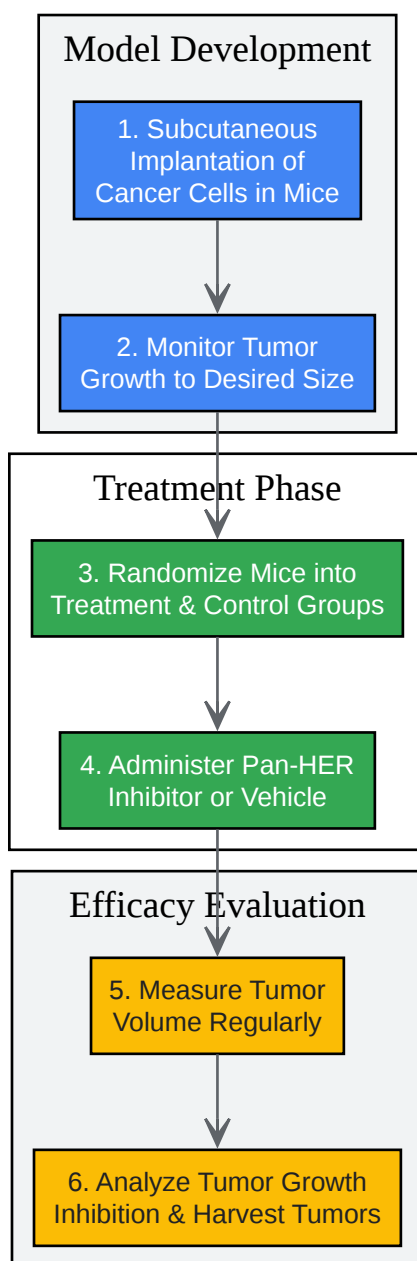 Model Development
1. Subcutaneous
Implantation of
Cancer Cells in Mice
2. Monitor Tumor
Growth to Desired Size
Treatment Phase
3. Randomize Mice into
Treatment & Control Groups
4. Administer Pan-HER
Inhibitor or Vehicle
Efficacy Evaluation
5. Measure Tumor
Volume Regularly
6. Analyze Tumor Growth
Inhibition & Harvest Tumors